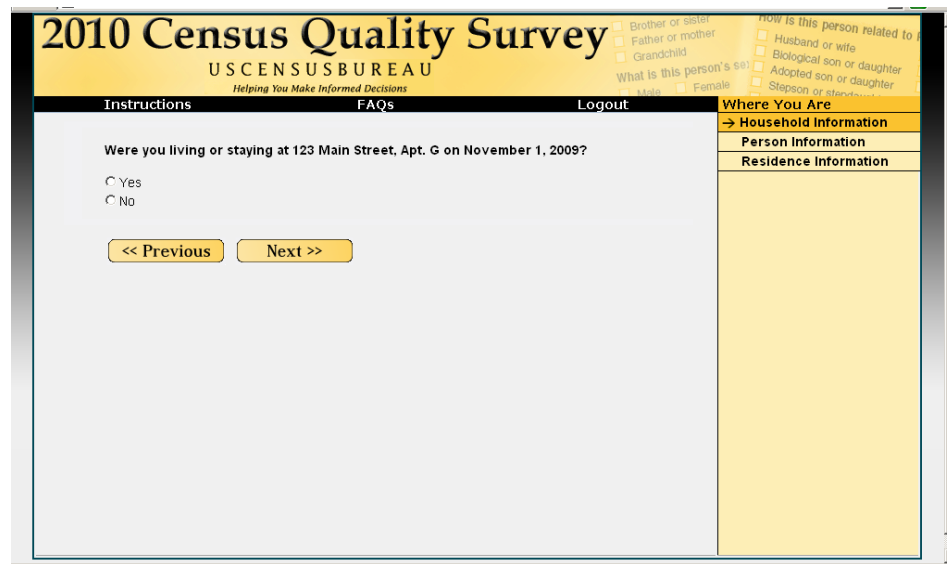 2010 Census Quality Survey
USCENSUSBUREAU
Helping You Make Informed Decisions
Brother or sister
Father or mother
Grandchild
What is this person's sex
Male Female
How is this person related to
Husband or wife
Biological son or daughter
Adopted son or daughter
Stepson or
Instructions FAQs Logout
Where You Are
→ Household Information
Person Information
Residence Information
Were you living or staying at 123 Main Street, Apt. G on November 1, 2009?
Yes
No
<< Previous Next >>